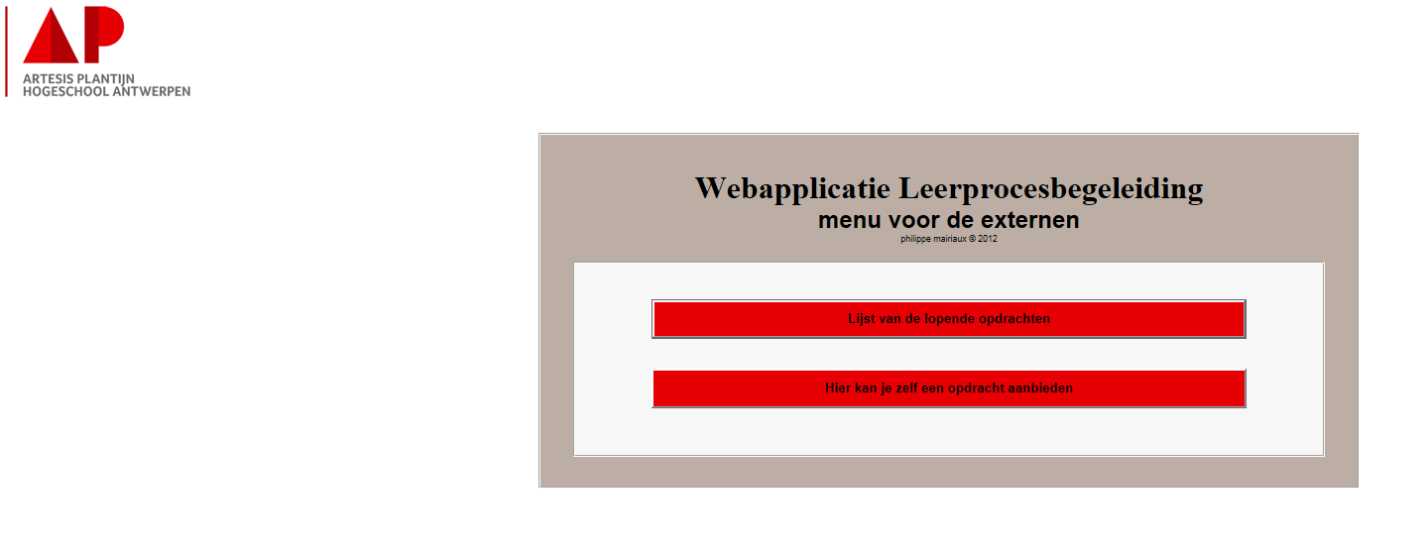 AP
ARTESIS PLANTIJN
HOGESCHOOL ANTWERPEN
Webapplicatie Leerprocesbegeleiding
menu voor de externen
philippe mairiaux © 2012
Lijst van de lopende opdrachten
Hier kan je zelf een opdracht aanbieden